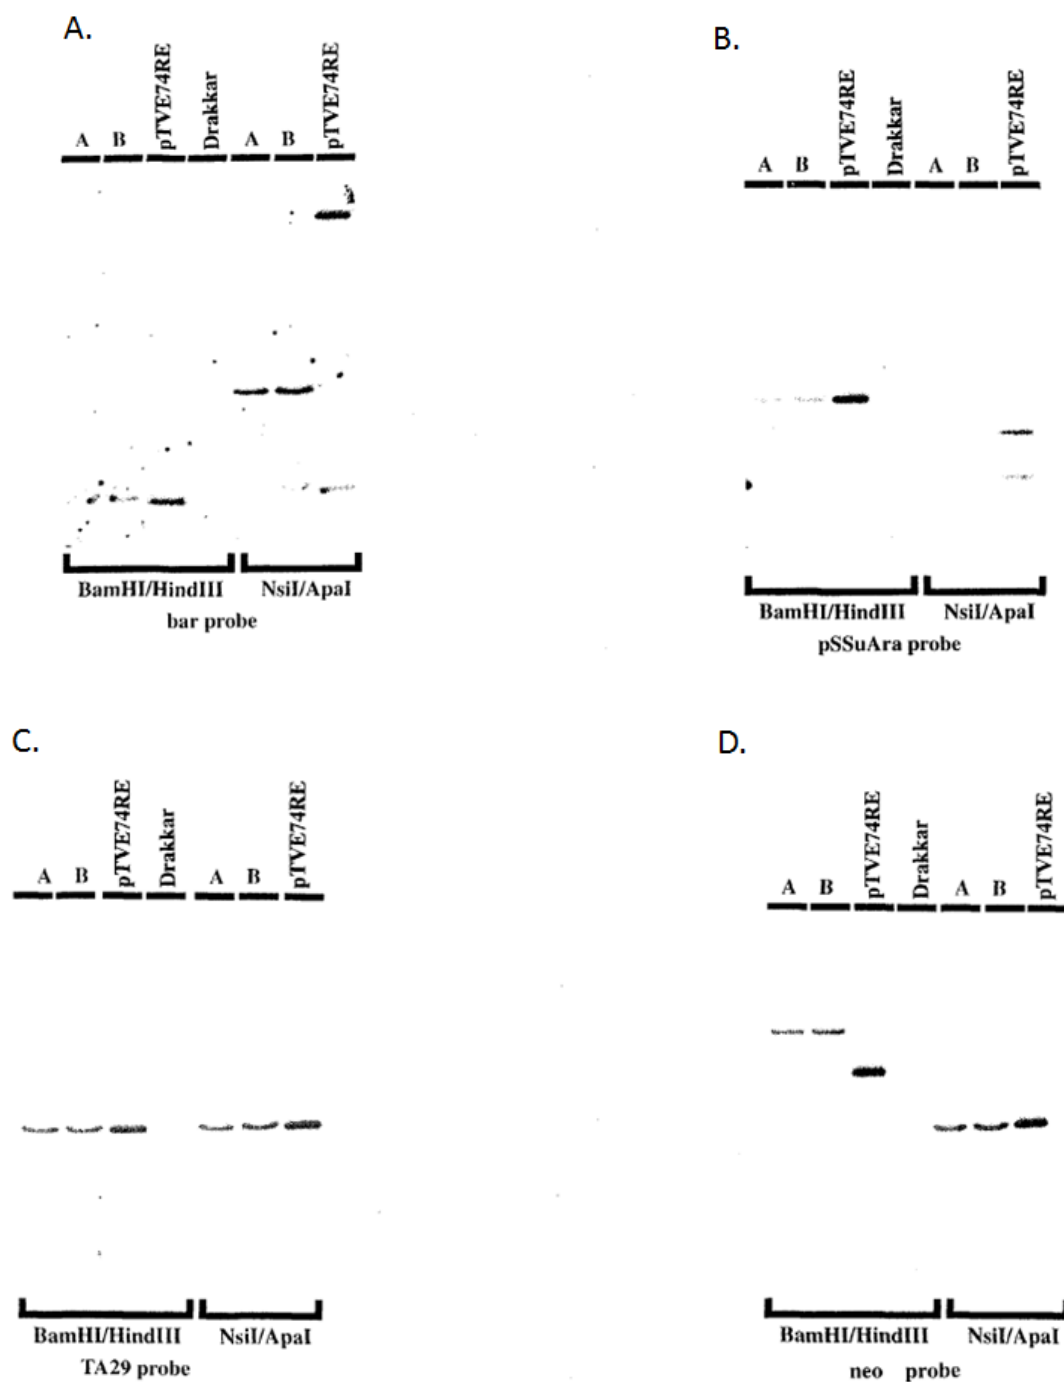 A.
A B pTVE74RE Drakkar A B pTVE74RE
BamHI/HindIII NsiI/ApaI
bar probe
B.
A B pTVE74RE Drakkar A B pTVE74RE
BamHI/HindIII NsiI/ApaI
pSSuAra probe
C.
A B pTVE74RE Drakkar A B pTVE74RE
BamHI/HindIII NsiI/ApaI
TA29 probe
D.
A B pTVE74RE Drakkar A B pTVE74RE
BamHI/HindIII NsiI/ApaI
neo probe